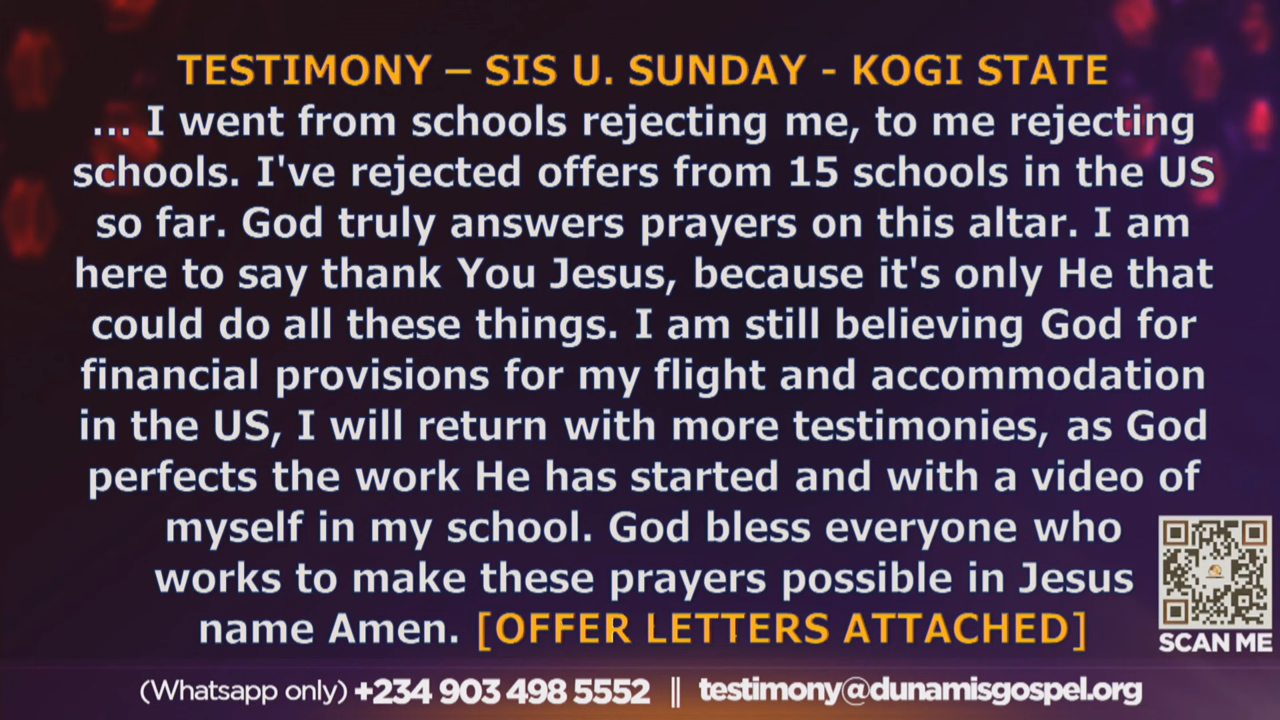 TESTIMONY – SIS U. SUNDAY - KOGI STATE
... I went from schools rejecting me, to me rejecting
schools. I've rejected offers from 15 schools in the US
so far. God truly answers prayers on this altar. I am
here to say thank You Jesus, because it's only He that
could do all these things. I am still believing God for
financial provisions for my flight and accommodation
in the US, I will return with more testimonies, as God
perfects the work He has started and with a video of
myself in my school. God bless everyone who
works to make these prayers possible in Jesus
name Amen. [OFFER LETTERS ATTACHED]
SCAN ME
(Whatsapp only) +234 903 498 5552 || testimony@dunamisgospel.org